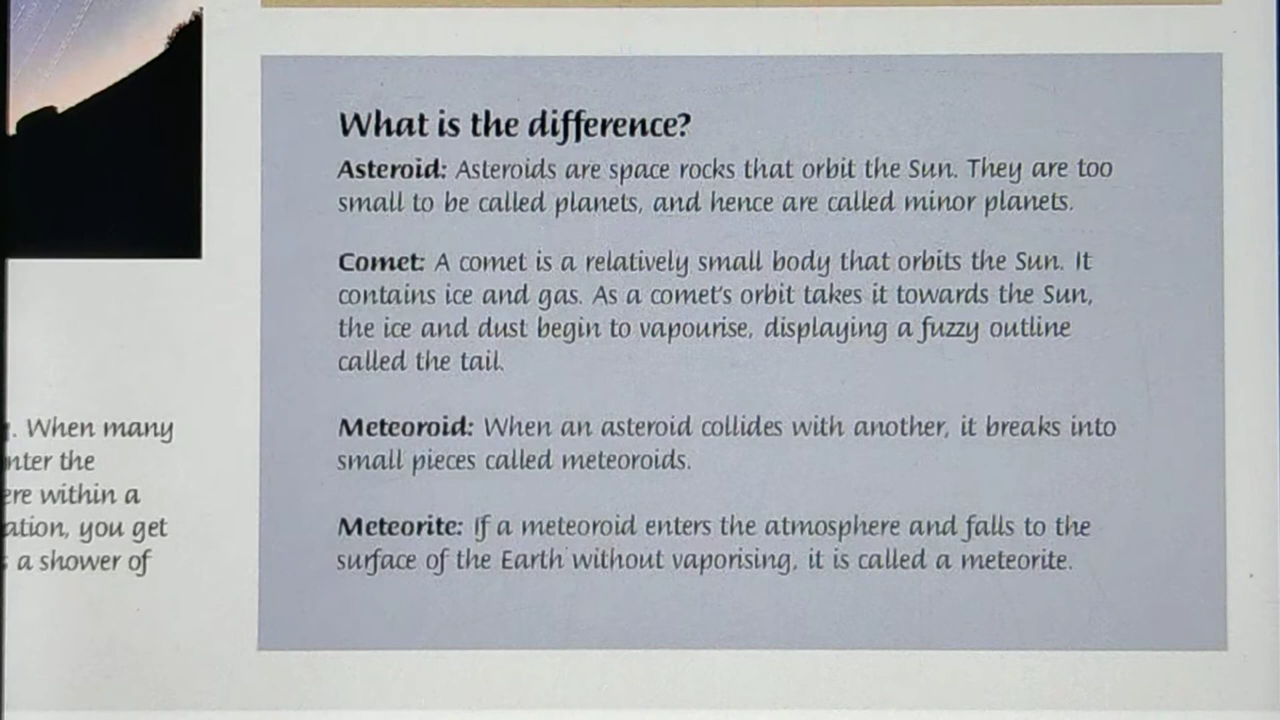 What is the difference?
Asteroid: Asteroids are space rocks that orbit the Sun. They are too
small to be called planets, and hence are called minor planets.
Comet: A comet is a relatively small body that orbits the Sun. It
contains ice and gas. As a comet's orbit takes it towards the Sun,
the ice and dust begin to vapourise, displaying a fuzzy outline
called the tail.
Meteoroid: When an asteroid collides with another, it breaks into
small pieces called meteoroids.
Meteorite: If a meteoroid enters the atmosphere and falls to the
surface of the Earth without vaporising, it is called a meteorite.
. When many
the
within a
you get
a shower of